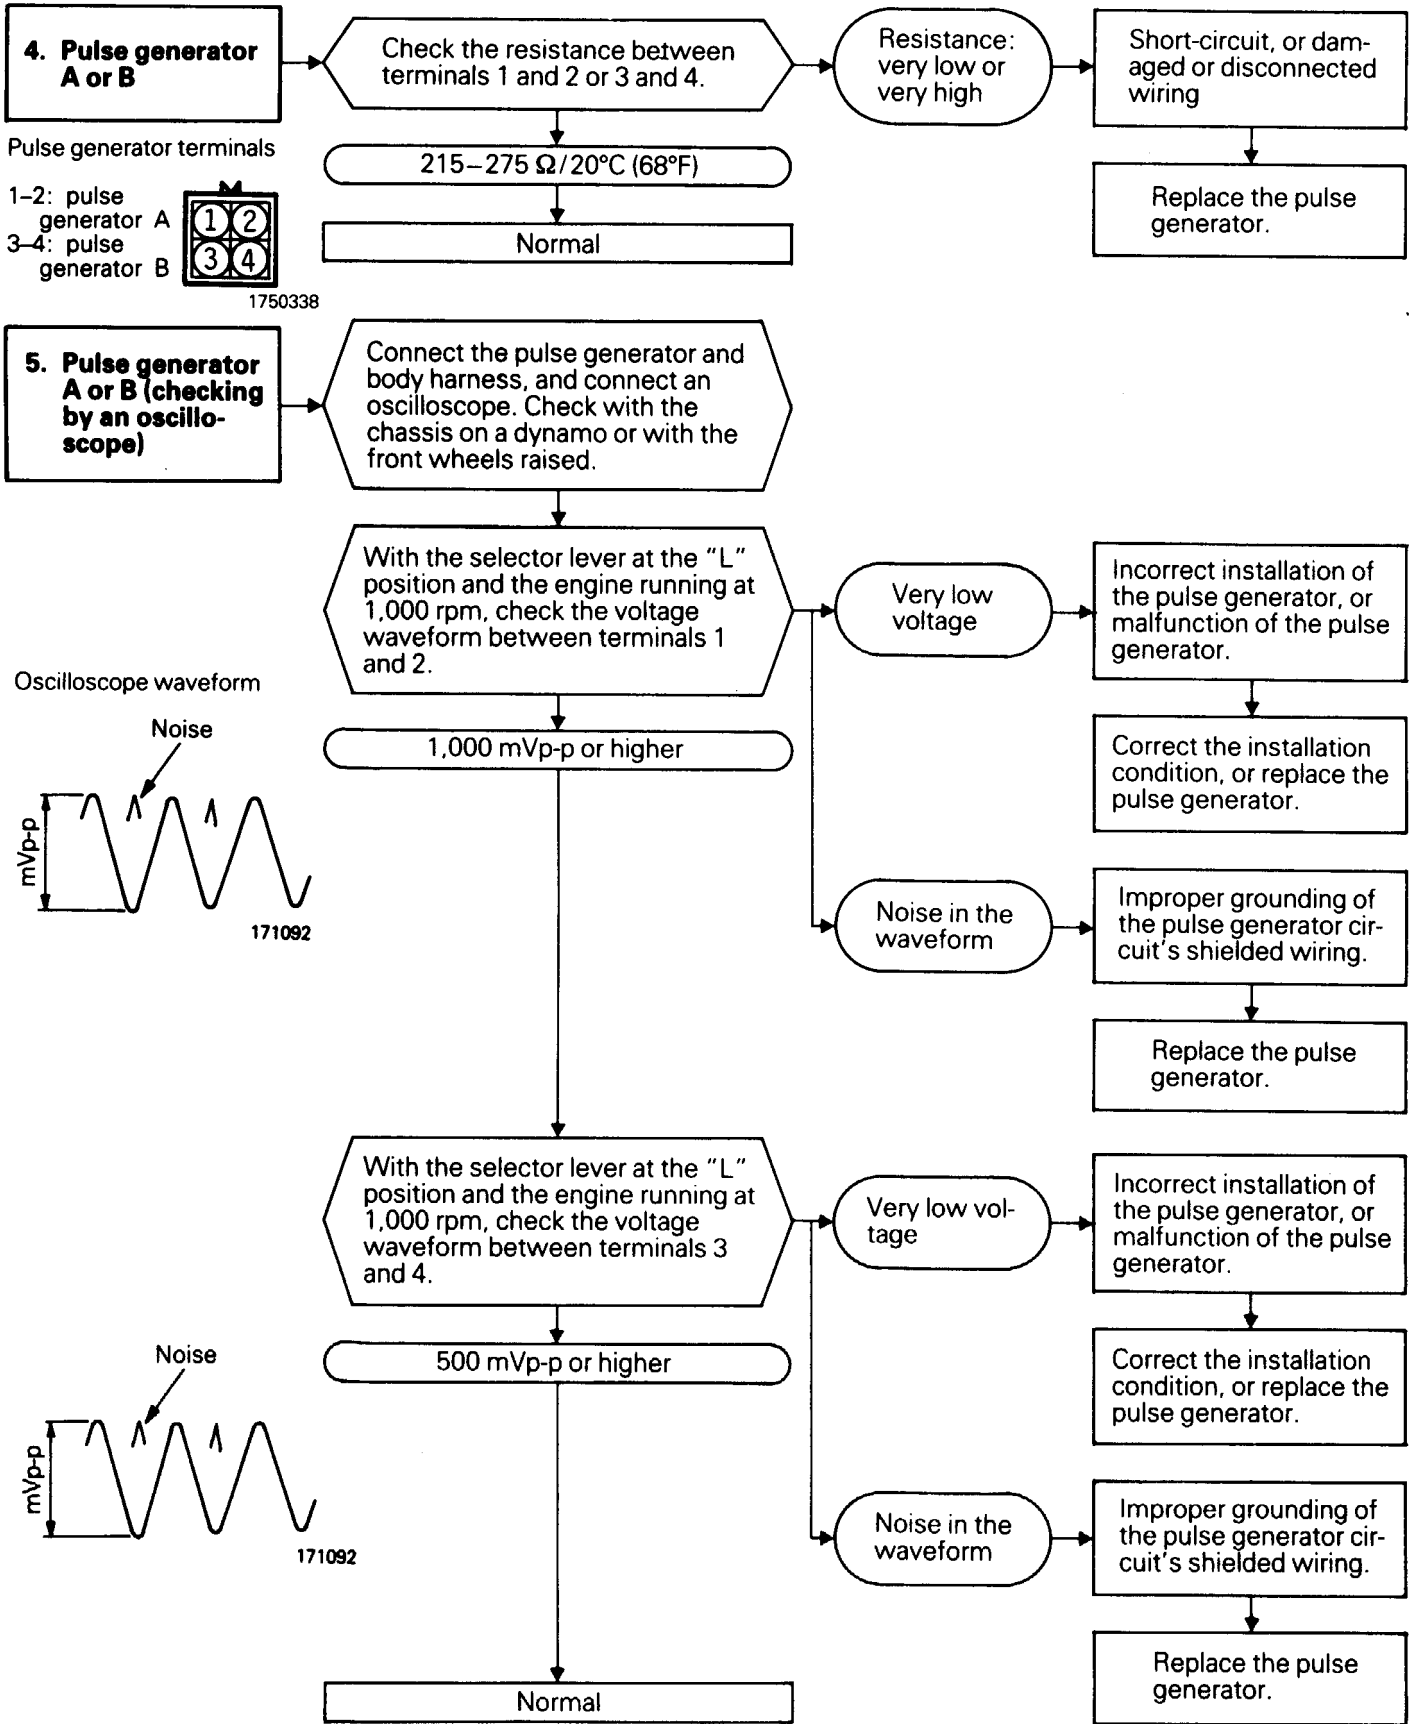 4. Pulse generator
A or B
Check the resistance between
terminals 1 and 2 or 3 and 4.
Resistance:
very low or
very high
Short-circuit, or dam-
aged or disconnected
wiring
Pulse generator terminals
1–2: pulse
generator A
3–4: pulse
generator B
1 2
3 4
1750338
215–275 Ω/20°C (68°F)
Normal
Replace the pulse
generator.
5. Pulse generator
A or B (checking
by an oscillo-
scope)
Connect the pulse generator and
body harness, and connect an
oscilloscope. Check with the
chassis on a dynamo or with the
front wheels raised.
With the selector lever at the "L"
position and the engine running at
1,000 rpm, check the voltage
waveform between terminals 1
and 2.
Very low
voltage
Incorrect installation of
the pulse generator, or
malfunction of the pulse
generator.
Oscilloscope waveform
Noise
mVp-p
171092
1,000 mVp-p or higher
Correct the installation
condition, or replace the
pulse generator.
Noise in the
waveform
Improper grounding of
the pulse generator cir-
cuit's shielded wiring.
Replace the pulse
generator.
With the selector lever at the "L"
position and the engine running at
1,000 rpm, check the voltage
waveform between terminals 3
and 4.
Very low vol-
tage
Incorrect installation of
the pulse generator, or
malfunction of the pulse
generator.
Noise
mVp-p
171092
500 mVp-p or higher
Correct the installation
condition, or replace the
pulse generator.
Noise in the
waveform
Improper grounding of
the pulse generator cir-
cuit's shielded wiring.
Replace the pulse
generator.
Normal